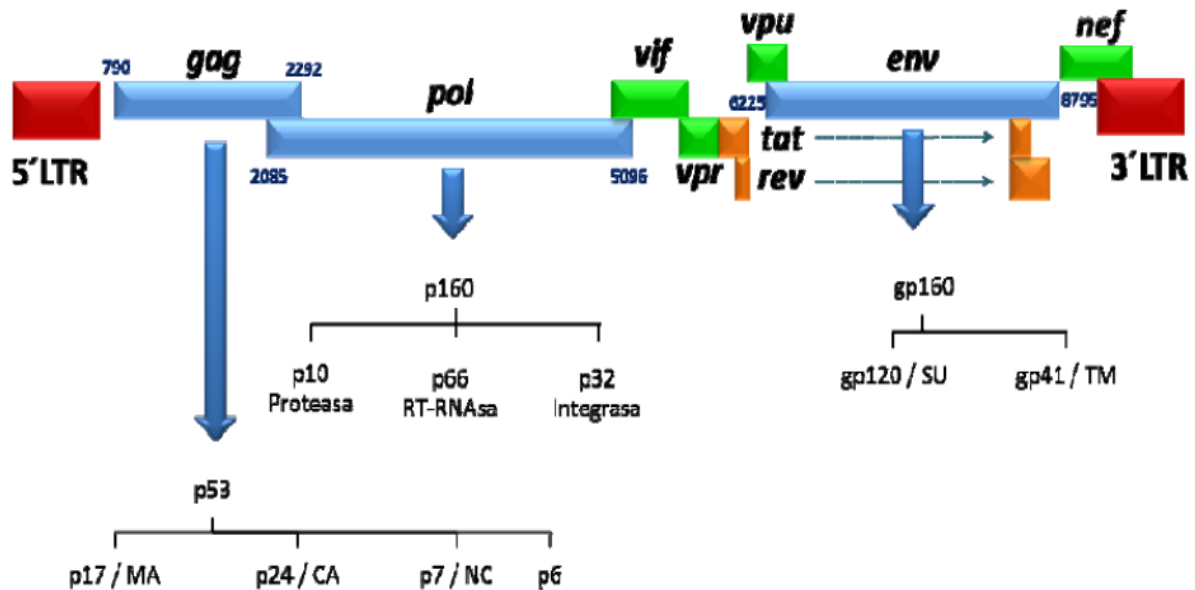 vpu
nef
gag
vif
env
790
2292
pol
6225
8795
5´LTR
tat
3´LTR
2085
5096
vpr
rev
p160
gp160
p10
Proteasa
p66
RT-RNAsa
p32
Integrasa
gp120 / SU
gp41 / TM
p53
p17 / MA
p24 / CA
p7 / NC
p6